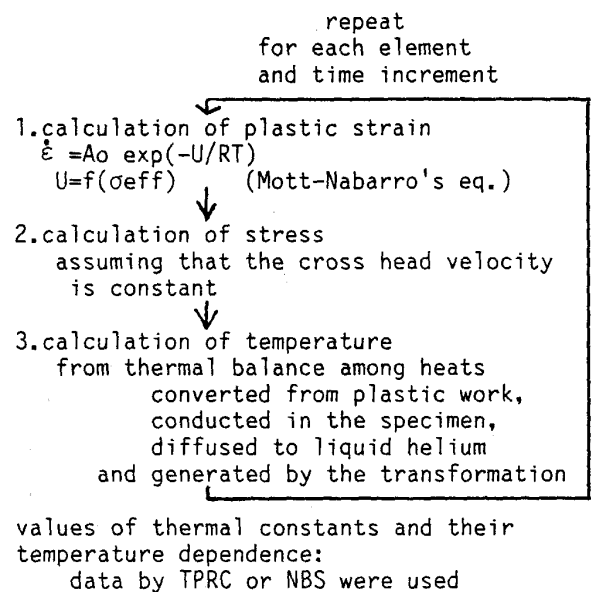 repeat
for each element
and time increment
1.calculation of plastic strain
ε̇ =Ao exp(-U/RT)
U=f(σeff) (Mott-Nabarro's eq.)
2.calculation of stress
assuming that the cross head velocity
is constant
3.calculation of temperature
from thermal balance among heats
converted from plastic work,
conducted in the specimen,
diffused to liquid helium
and generated by the transformation
values of thermal constants and their
temperature dependence:
data by TPRC or NBS were used